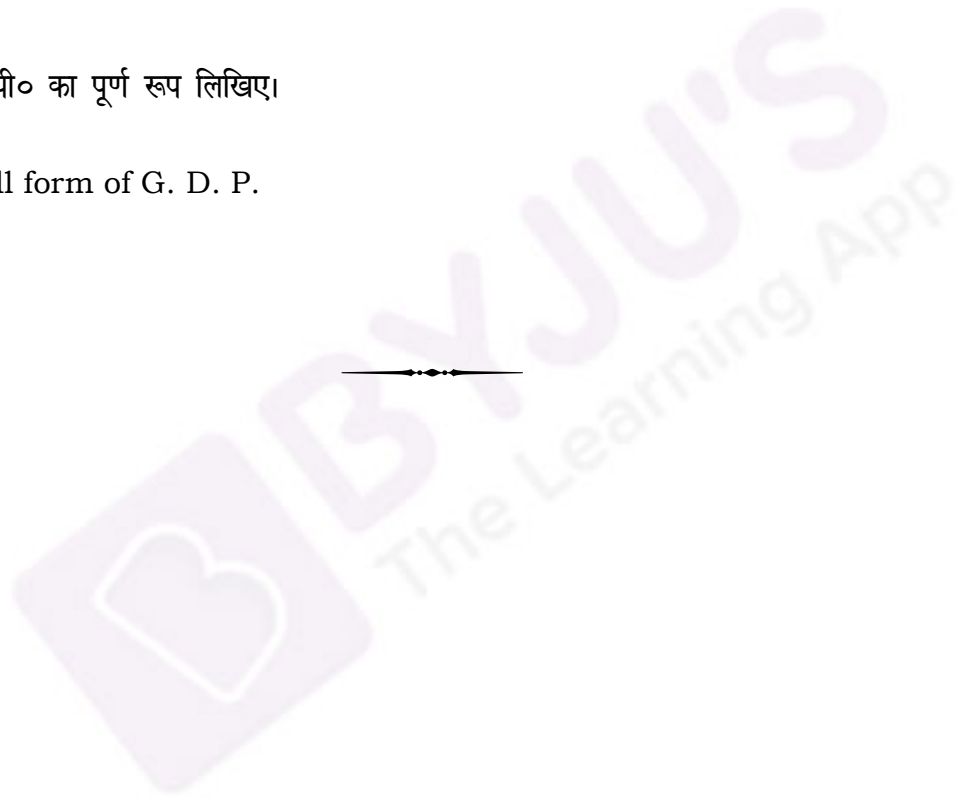 पी० का पूर्ण रूप लिखिए।
ll form of G. D. P.
BYJU'S
The Learning App